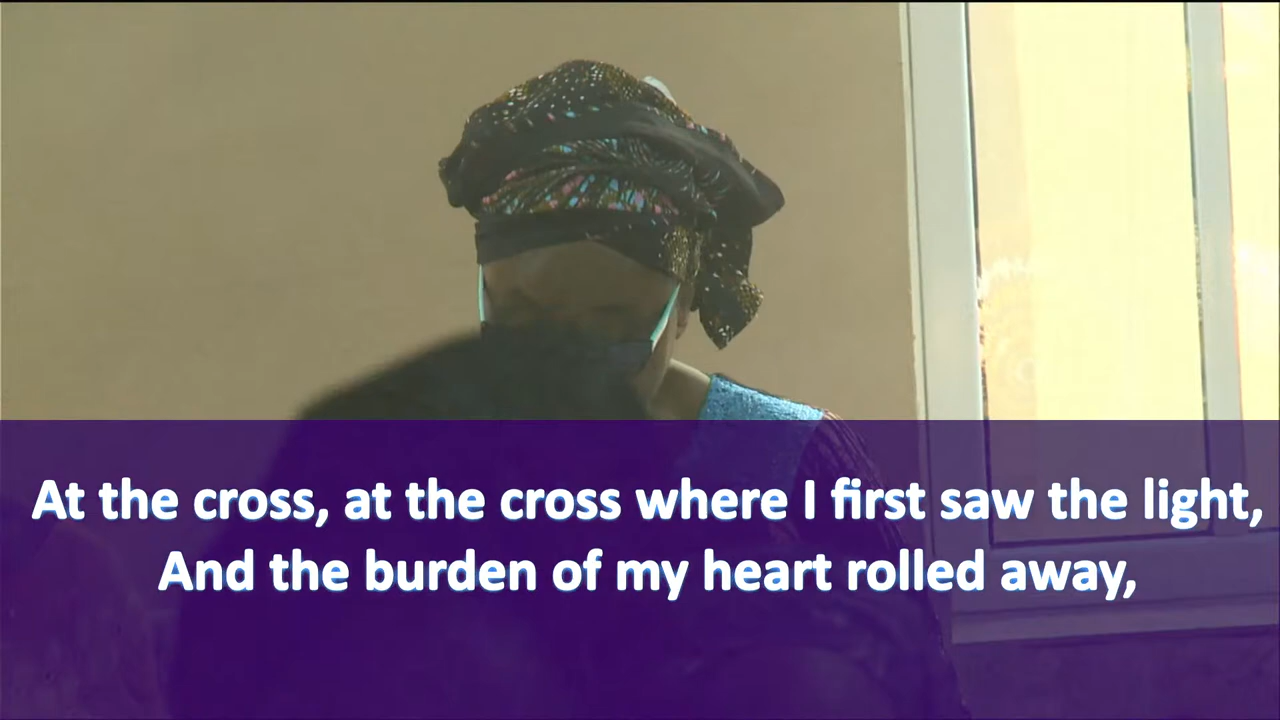 At the cross, at the cross where I first saw the light,
And the burden of my heart rolled away,